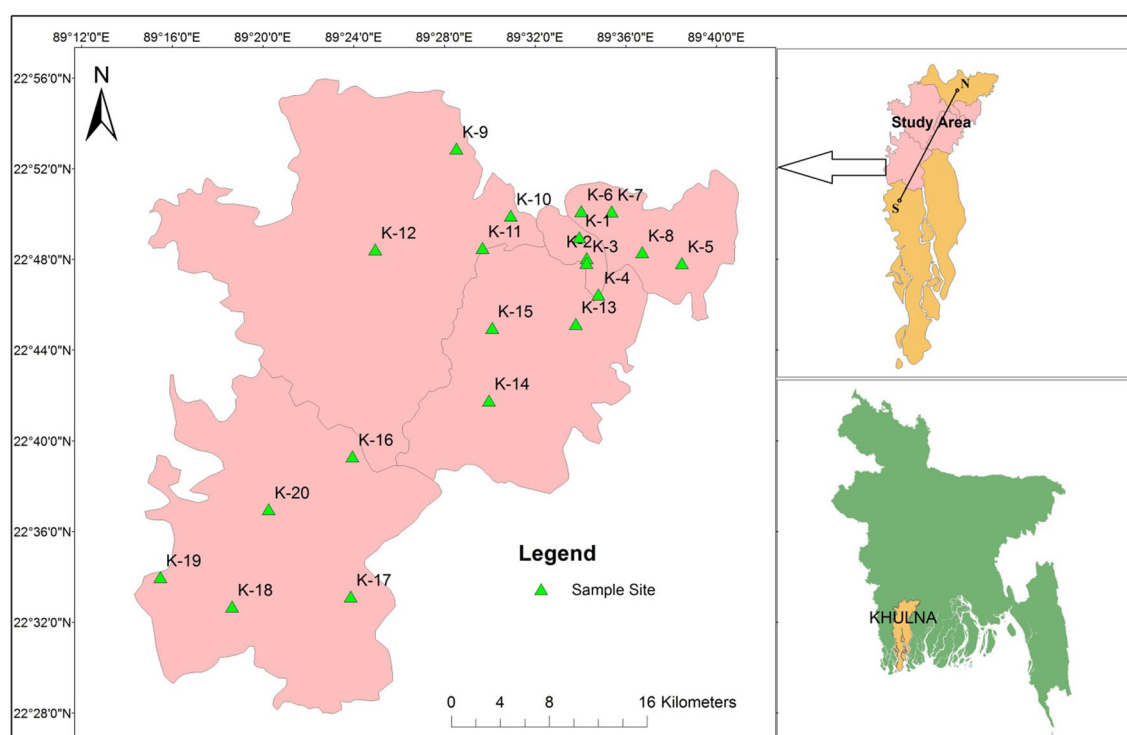 89°12'0"E 89°16'0"E 89°20'0"E 89°24'0"E 89°28'0"E 89°32'0"E 89°36'0"E 89°40'0"E
22°56'0"N
22°52'0"N
22°48'0"N
22°44'0"N
22°40'0"N
22°36'0"N
22°32'0"N
22°28'0"N
N
K-9
K-10
K-6 K-7
K-1
K-12
K-11
K-2 K-3
K-8
K-5
K-4
K-15
K-13
K-14
K-16
K-20
K-19
K-18
K-17
Legend
Sample Site
0 4 8 16 Kilometers
N
Study Area
S
KHULNA